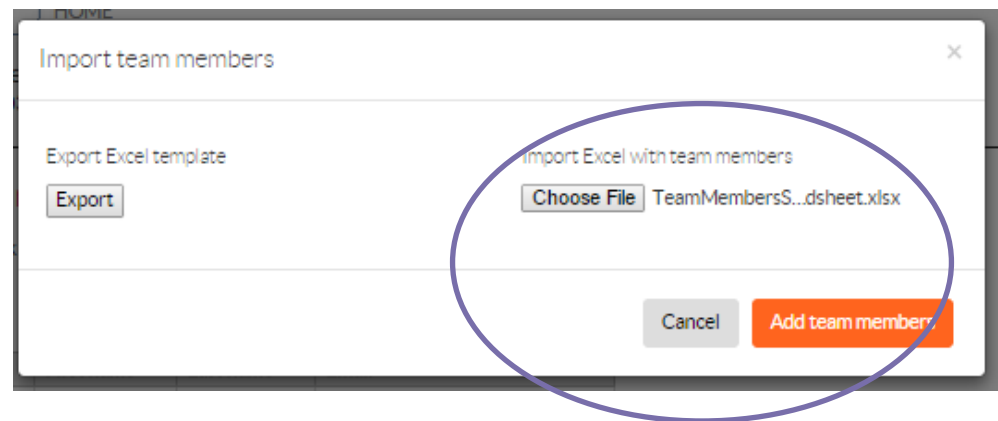 HOME
Import team members
×
Export Excel template
Export
Import Excel with team members
Choose File TeamMembersS...dsheet.xlsx
Cancel
Add team members